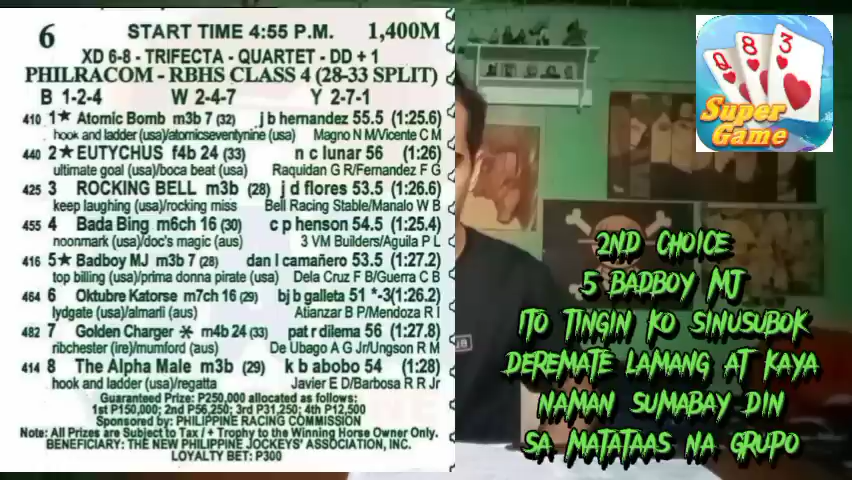 6 START TIME 4:55 P.M. 1,400M
XD 6-8 - TRIFECTA - QUARTET - DD + 1
PHILRACOM - RBHS CLASS 4 (28-33 SPLIT)
B 1-2-4 W 2-4-7 Y 2-7-1
410 1★ Atomic Bomb m3b 7 (32) j b hernandez 55.5 (1:25.6)
hook and ladder (usa)/atomicseventynine (usa) Magno N M/Vicente C M
440 2★ EUTYCHUS f4b 24 (33) n c lunar 56 (1:26)
ultimate goal (usa)/boca beat (usa) Raquidan G R/Fernandez F G
425 3 ROCKING BELL m3b (28) j d flores 53.5 (1:26.6)
keep laughing (usa)/rocking miss Bell Racing Stable/Manalo W B
455 4 Bada Bing m6ch 16 (30) c p henson 54.5 (1:25.4)
noonmark (usa)/doc's magic (aus) 3 VM Builders/Aguila P L
416 5★ Badboy MJ m3b 7 (28) dan l camañero 53.5 (1:27.2)
top billing (usa)/prima donna pirate (usa) Dela Cruz F B/Guerra C B
464 6 Oktubre Katorse m7ch 16 (29) bj b galleta 51 *-3(1:26.2)
lydgate (usa)/almarli (aus) Atianzar B P/Mendoza R I
482 7 Golden Charger ✳ m4b 24 (33) pat r dilema 56 (1:27.8)
ribchester (ire)/mumford (aus) De Ubago A G Jr/Ungson R M
414 8 The Alpha Male m3b (29) k b abobo 54 (1:28)
hook and ladder (usa)/regatta Javier E D/Barbosa R R Jr
Guaranteed Prize: P250,000 allocated as follows:
1st P150,000; 2nd P56,250; 3rd P31,250; 4th P12,500
Sponsored by: PHILIPPINE RACING COMMISSION
Note: All Prizes are Subject to Tax / + Trophy to the Winning Horse Owner Only.
BENEFICIARY: THE NEW PHILIPPINE JOCKEYS' ASSOCIATION, INC.
LOYALTY BET: P300
Q 8 3
Super
Game
2ND CHOICE
5 BADBOY MJ
ITO TINGIN KO SINUSUBOK
DEREMATE LAMANG AT KAYA
NAMAN SUMABAY DIN
SA MATATAAS NA GRUPO